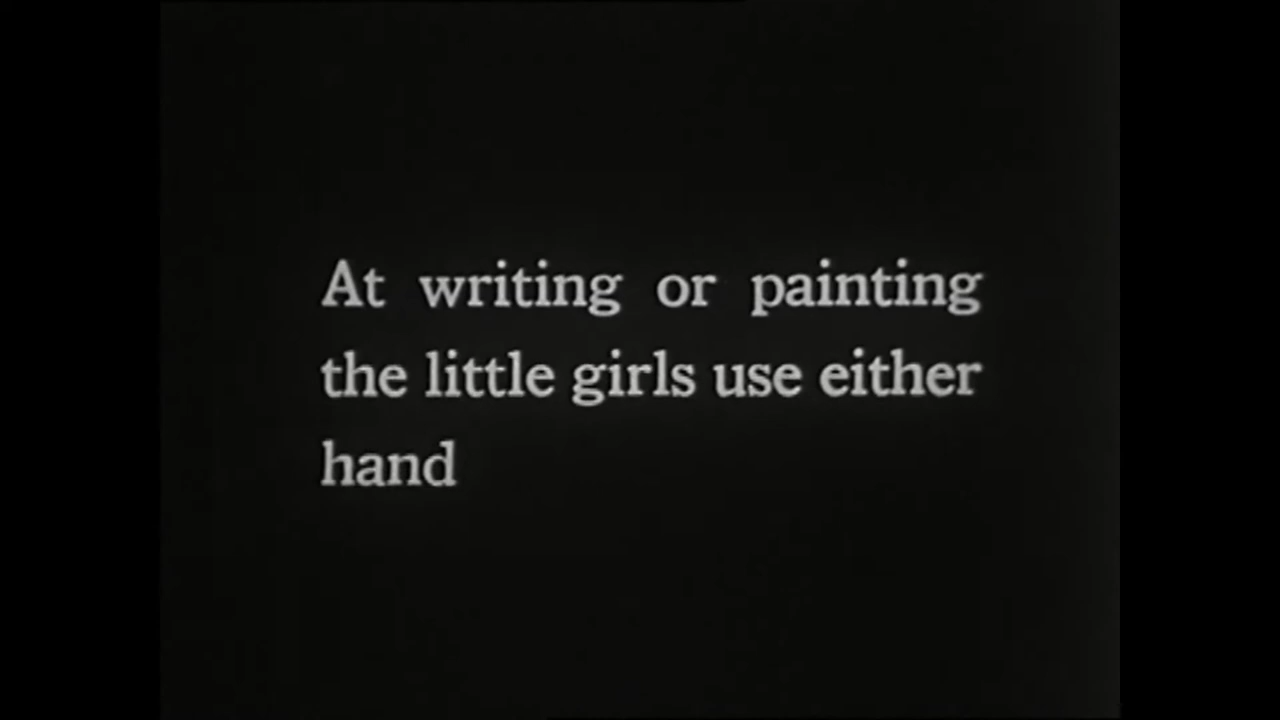 At writing or painting
the little girls use either
hand